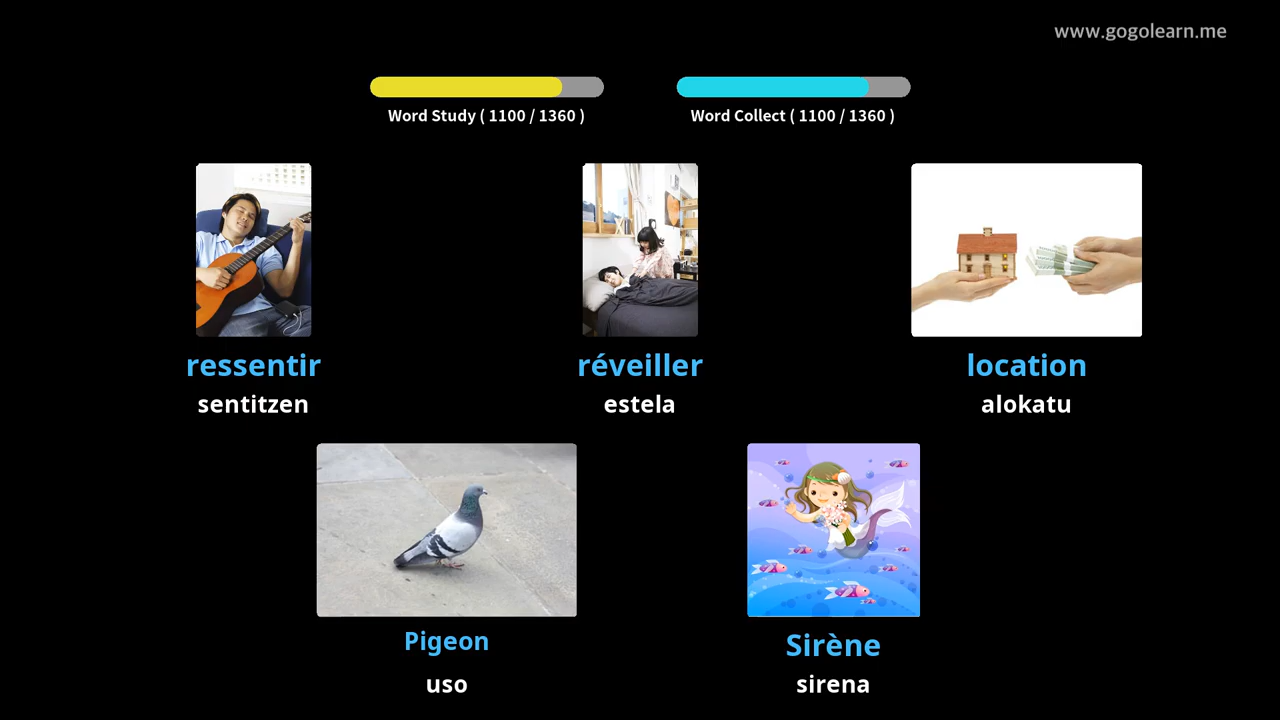 www.gogolearn.me
Word Study ( 1100 / 1360 )
Word Collect ( 1100 / 1360 )
ressentir
sentitzen
réveiller
estela
location
alokatu
Pigeon
uso
Sirène
sirena